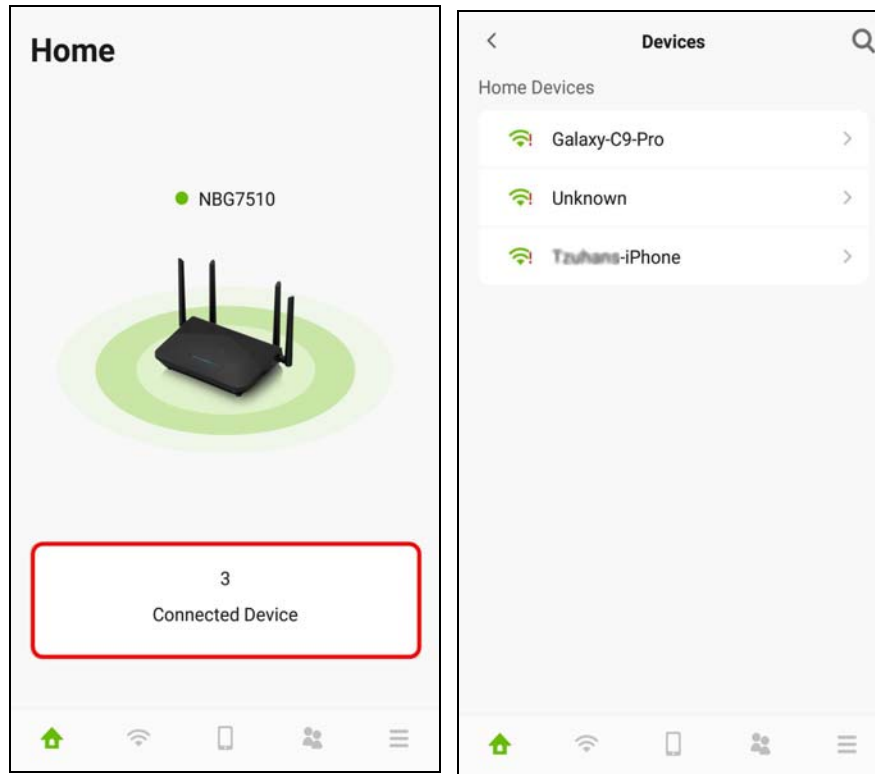 Home
NBG7510
3
Connected Device
Devices
Home Devices
Galaxy-C9-Pro
Unknown
-iPhone